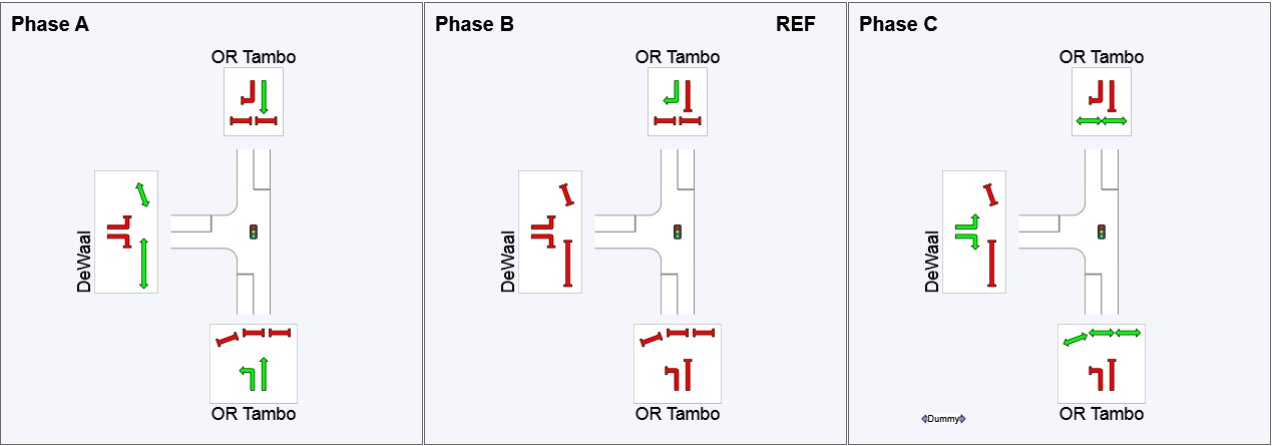 Phase A
OR Tambo
DeWaal
OR Tambo
Phase B
REF
OR Tambo
DeWaal
OR Tambo
Phase C
OR Tambo
DeWaal
Dummy
OR Tambo